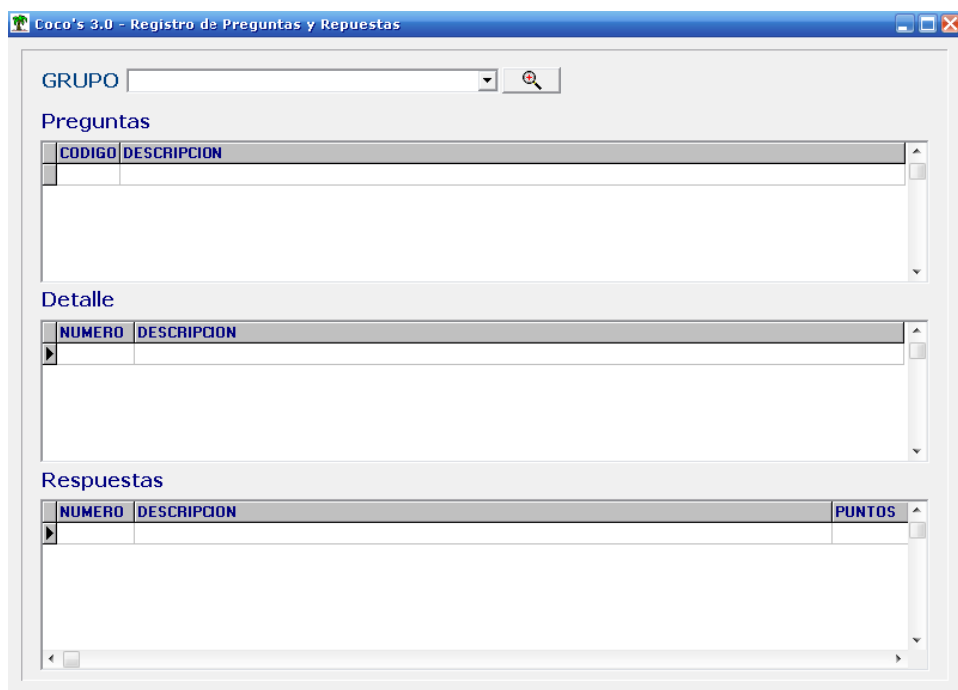 Coco's 3.0 - Registro de Preguntas y Repuestas
GRUPO
Preguntas
CODIGO DESCRIPCION
Detalle
NUMERO DESCRIPCION
Respuestas
NUMERO DESCRIPCION PUNTOS